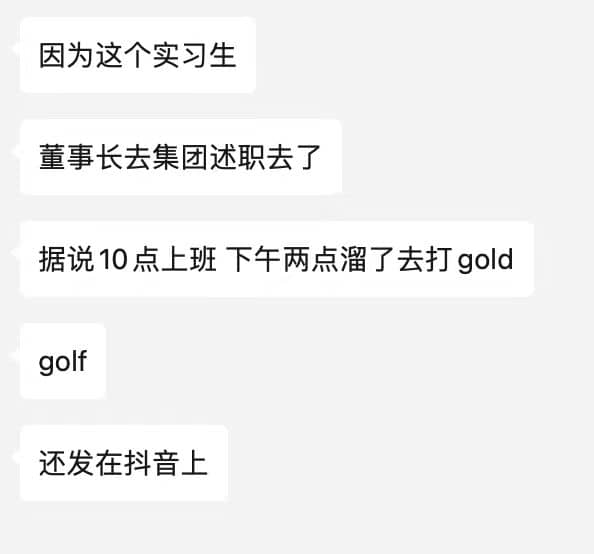 因为这个实习生
董事长去集团述职去了
据说10点上班 下午两点溜了去打gold
golf
还发在抖音上